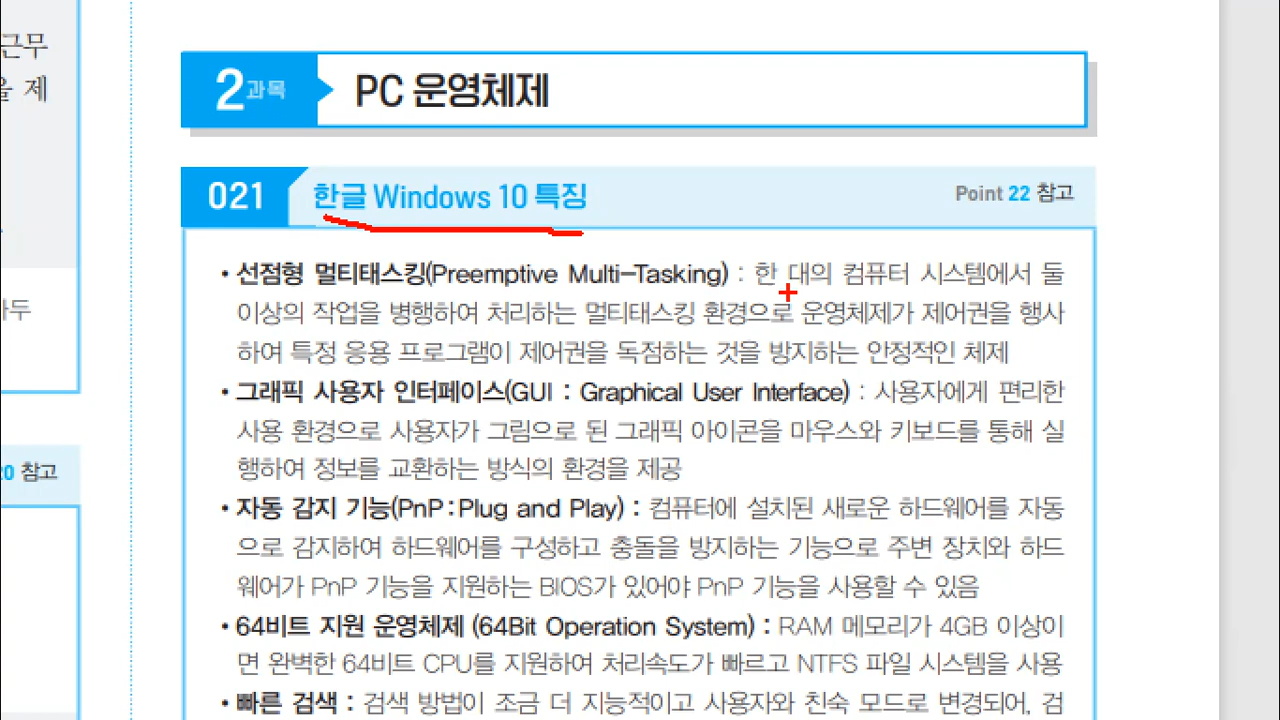 근무
을 제
2과목 PC 운영체제
021 한글 Windows 10 특징 Point 22 참고
• 선점형 멀티태스킹(Preemptive Multi-Tasking) : 한 대의 컴퓨터 시스템에서 둘
이상의 작업을 병행하여 처리하는 멀티태스킹 환경으로 운영체제가 제어권을 행사
하여 특정 응용 프로그램이 제어권을 독점하는 것을 방지하는 안정적인 체제
• 그래픽 사용자 인터페이스(GUI : Graphical User Interface) : 사용자에게 편리한
사용 환경으로 사용자가 그림으로 된 그래픽 아이콘을 마우스와 키보드를 통해 실
행하여 정보를 교환하는 방식의 환경을 제공
• 자동 감지 기능(PnP : Plug and Play) : 컴퓨터에 설치된 새로운 하드웨어를 자동
으로 감지하여 하드웨어를 구성하고 충돌을 방지하는 기능으로 주변 장치와 하드
웨어가 PnP 기능을 지원하는 BIOS가 있어야 PnP 기능을 사용할 수 있음
• 64비트 지원 운영체제 (64Bit Operation System) : RAM 메모리가 4GB 이상이
면 완벽한 64비트 CPU를 지원하여 처리속도가 빠르고 NTFS 파일 시스템을 사용
• 빠른 검색 : 검색 방법이 조금 더 지능적이고 사용자와 친숙 모드로 변경되어, 검
참고